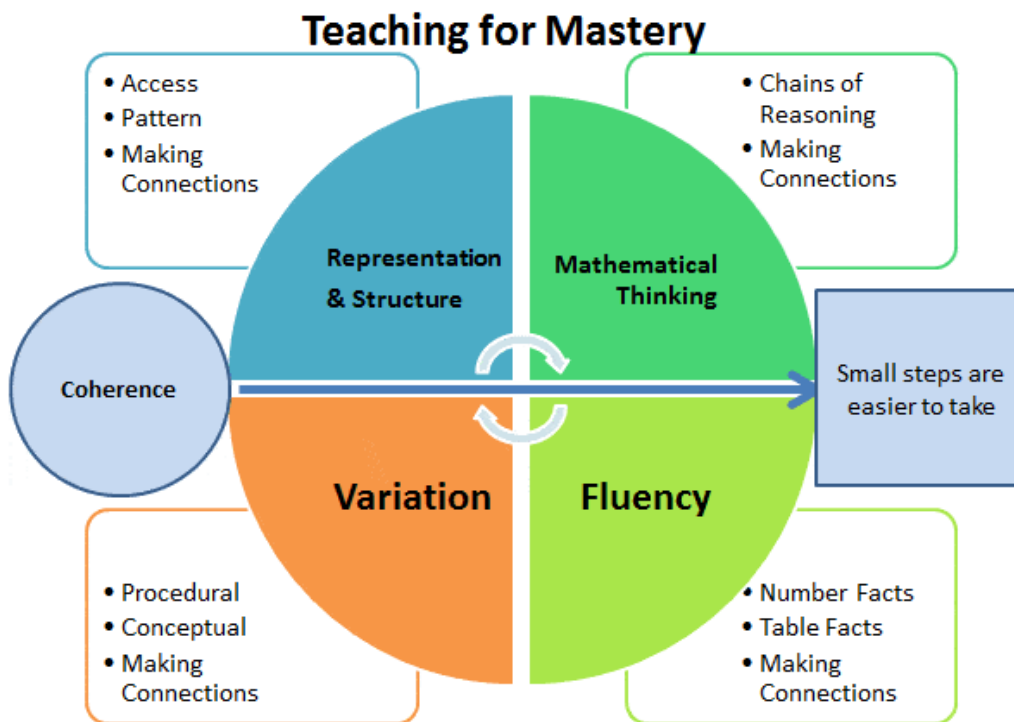 Teaching for Mastery
• Access
• Pattern
• Making
Connections
• Chains of
Reasoning
• Making
Connections
Representation
& Structure
Mathematical
Thinking
Coherence
Small steps are
easier to take
Variation
Fluency
• Procedural
• Conceptual
• Making
Connections
• Number Facts
• Table Facts
• Making
Connections